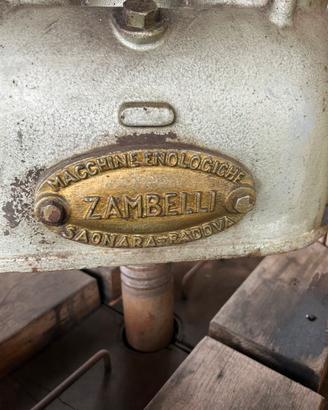 MACCHINE ENOLOGICHE
ZAMBELLI
SAONARA-PADOVA